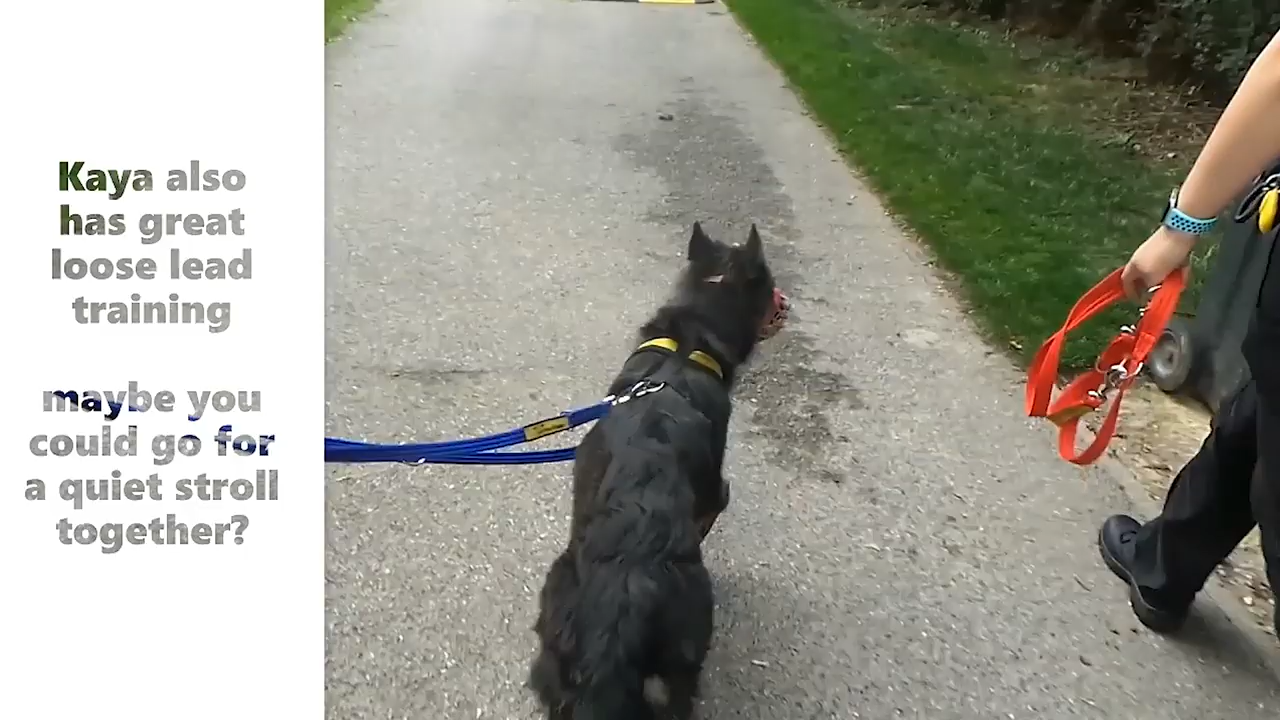 Kaya also
has great
loose lead
training
maybe you
could go for
a quiet stroll
together?